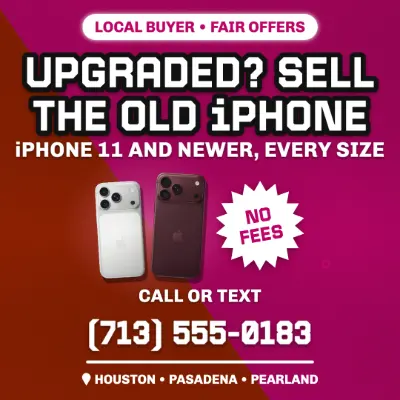 LOCAL BUYER • FAIR OFFERS
UPGRADED? SELL
THE OLD iPHONE
iPHONE 11 AND NEWER, EVERY SIZE
NO
FEES
CALL OR TEXT
(713) 555-0183
HOUSTON • PASADENA • PEARLAND